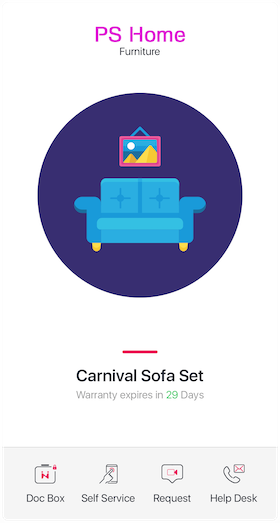 PS Home
Furniture
Carnival Sofa Set
Warranty expires in 29 Days
Doc Box
Self Service
Request
Help Desk